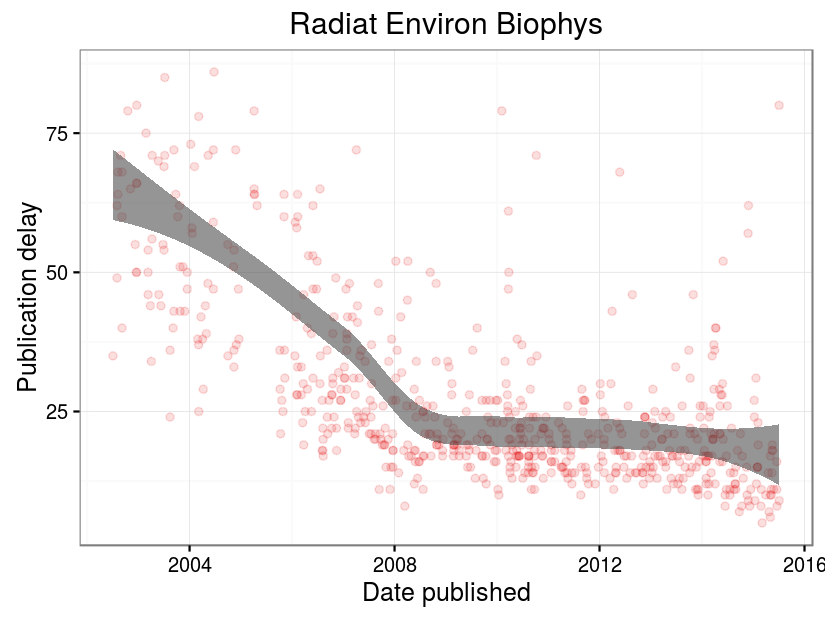 Radiat Environ Biophys
Publication delay
75
50
25
2004 2008 2012 2016
Date published